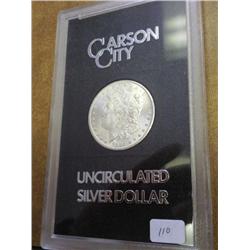 CARSON
CITY
UNCIRCULATED
SILVER DOLLAR
110